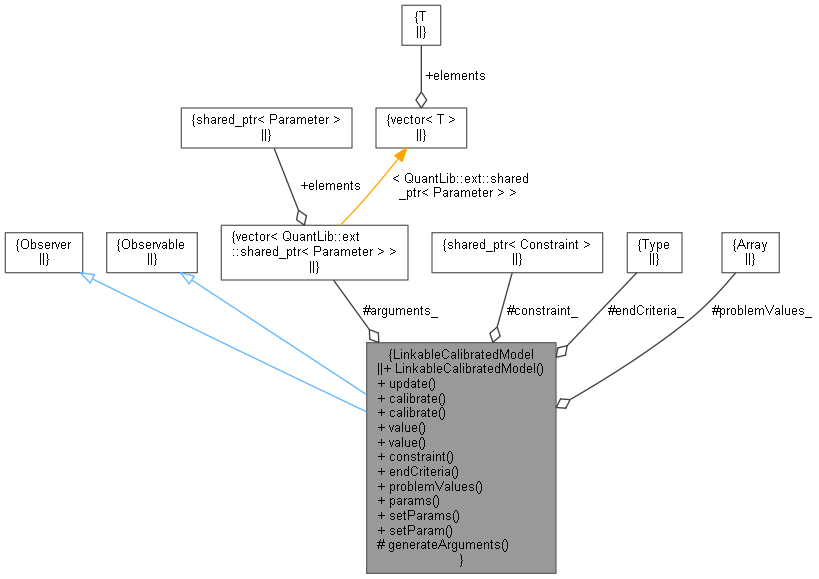 {T
||}
+elements
{shared_ptr< Parameter >
||}
{vector< T >
||}
+elements
< QuantLib::ext::shared
_ptr< Parameter > >
{Observer
||}
{Observable
||}
{vector< QuantLib::ext
::shared_ptr< Parameter > >
||}
{shared_ptr< Constraint >
||}
{Type
||}
{Array
||}
#arguments_
#constraint_
#endCriteria_
#problemValues_
{LinkableCalibratedModel
||+ LinkableCalibratedModel()
+ update()
+ calibrate()
+ calibrate()
+ value()
+ value()
+ constraint()
+ endCriteria()
+ problemValues()
+ params()
+ setParams()
+ setParam()
# generateArguments()
}